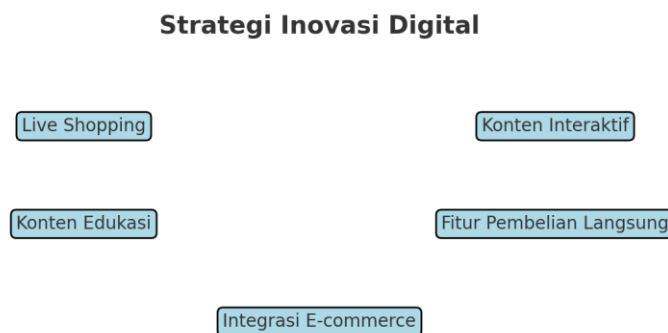 Strategi Inovasi Digital
Live Shopping
Konten Interaktif
Konten Edukasi
Fitur Pembelian Langsung
Integrasi E-commerce